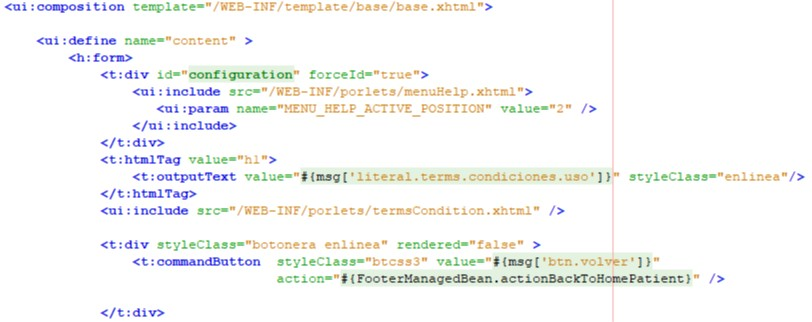 <ui:composition template="/WEB-INF/template/base/base.xhtml">
<ui:define name="content" >
<h:form>
<t:div id="configuration" forceId="true">
<ui:include src="/WEB-INF/porlets/menuHelp.xhtml">
<ui:param name="MENU_HELP_ACTIVE_POSITION" value="2" />
</ui:include>
</t:div>
<t:htmlTag value="h1">
<t:outputText value="#{msg['literal.terms.condiciones.uso']}" styleClass="enlinea"/>
</t:htmlTag>
<ui:include src="/WEB-INF/porlets/termsCondition.xhtml" />
<t:div styleClass="botonera enlinea" rendered="false" >
<t:commandButton  styleClass="btcss3" value="#{msg['btn.volver']}"
action="#{FooterManagedBean.actionBackToHomePatient}" />
</t:div>